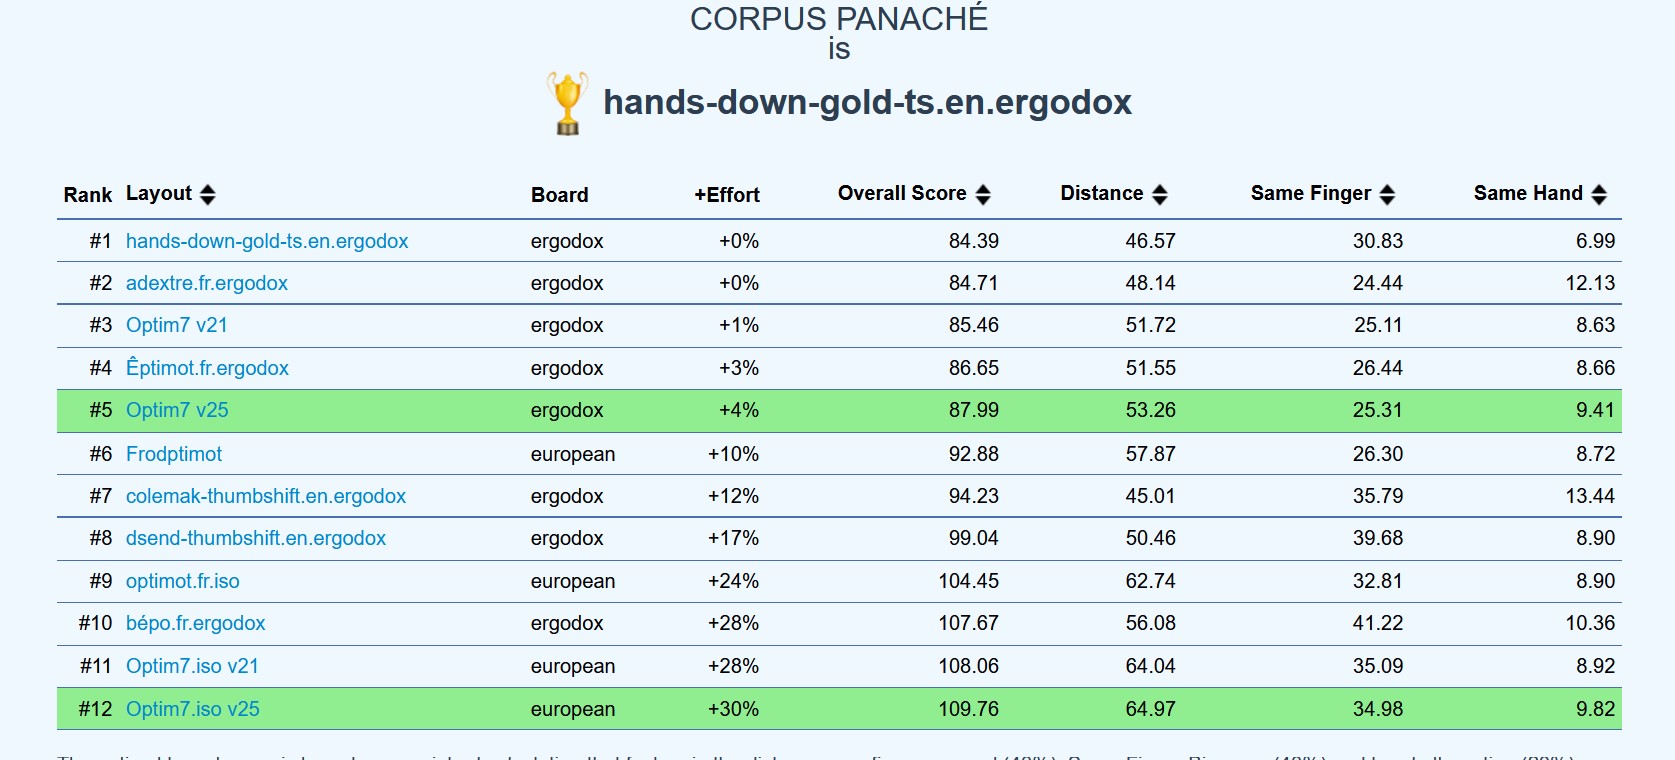 CORPUS PANACHÉ
is
hands-down-gold-ts.en.ergodox
Rank Layout Board +Effort Overall Score Distance Same Finger Same Hand
#1 hands-down-gold-ts.en.ergodox ergodox +0% 84.39 46.57 30.83 6.99
#2 adextre.fr.ergodox ergodox +0% 84.71 48.14 24.44 12.13
#3 Optim7 v21 ergodox +1% 85.46 51.72 25.11 8.63
#4 Êptimot.fr.ergodox ergodox +3% 86.65 51.55 26.44 8.66
#5 Optim7 v25 ergodox +4% 87.99 53.26 25.31 9.41
#6 Frodptimot european +10% 92.88 57.87 26.30 8.72
#7 colemak-thumbshift.en.ergodox ergodox +12% 94.23 45.01 35.79 13.44
#8 dsend-thumbshift.en.ergodox ergodox +17% 99.04 50.46 39.68 8.90
#9 optimot.fr.iso european +24% 104.45 62.74 32.81 8.90
#10 bépo.fr.ergodox ergodox +28% 107.67 56.08 41.22 10.36
#11 Optim7.iso v21 european +28% 108.06 64.04 35.09 8.92
#12 Optim7.iso v25 european +30% 109.76 64.97 34.98 9.82